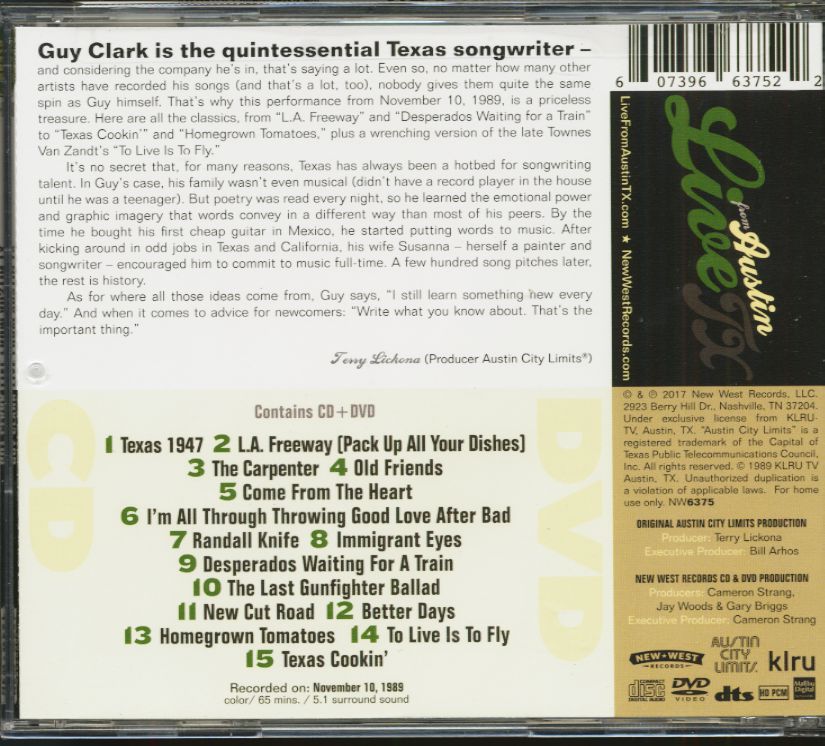 Guy Clark is the quintessential Texas songwriter –
and considering the company he's in, that's saying a lot. Even so, no matter how many other
artists have recorded his songs (and that's a lot, too), nobody gives them quite the same
spin as Guy himself. That's why this performance from November 10, 1989, is a priceless
treasure. Here are all the classics, from "L.A. Freeway" and "Desperados Waiting for a Train"
to "Texas Cookin'" and "Homegrown Tomatoes," plus a wrenching version of the late Townes
Van Zandt's "To Live Is To Fly."
It's no secret that, for many reasons, Texas has always been a hotbed for songwriting
talent. In Guy's case, his family wasn't even musical (didn't have a record player in the house
until he was a teenager). But poetry was read every night, so he learned the emotional power
and graphic imagery that words convey in a different way than most of his peers. By the
time he bought his first cheap guitar in Mexico, he started putting words to music. After
kicking around in odd jobs in Texas and California, his wife Susanna – herself a painter and
songwriter – encouraged him to commit to music full-time. A few hundred song pitches later,
the rest is history.
As for where all those ideas come from, Guy says, "I still learn something new every
day." And when it comes to advice for newcomers: "Write what you know about. That's the
important thing."
Terry Lickona (Producer Austin City Limits®)
CD
DVD
Contains CD+DVD
1 Texas 1947 2 L.A. Freeway (Pack Up All Your Dishes)
3 The Carpenter 4 Old Friends
5 Come From The Heart
6 I'm All Through Throwing Good Love After Bad
7 Randall Knife 8 Immigrant Eyes
9 Desperados Waiting For A Train
10 The Last Gunfighter Ballad
11 New Cut Road 12 Better Days
13 Homegrown Tomatoes 14 To Live Is To Fly
15 Texas Cookin'
Recorded on: November 10, 1989
color/ 65 mins. / 5.1 surround sound
6 07396 63752 2
LiveFromAustinTX.com ★ NewWestRecords.com
Live from Austin TX
© & ℗ 2017 New West Records, LLC.
2923 Berry Hill Dr., Nashville, TN 37204.
Under exclusive license from KLRU-
TV, Austin, TX. "Austin City Limits" is a
registered trademark of the Capital of
Texas Public Telecommunications Council,
Inc. All rights reserved. © 1989 KLRU TV
Austin, TX. Unauthorized duplication is
a violation of applicable laws. For home
use only. NW6375
ORIGINAL AUSTIN CITY LIMITS PRODUCTION
Producer: Terry Lickona
Executive Producer: Bill Arhos
NEW WEST RECORDS CD & DVD PRODUCTION
Producers: Cameron Strang,
Jay Woods & Gary Briggs
Executive Producer: Cameron Strang
NEW★WEST
RECORDS
AUSTIN
CITY
LIMITS.
klru
COMPACT
disc
DIGITAL AUDIO
DVD
VIDEO
dts
HD PCM
Malibu
Digital